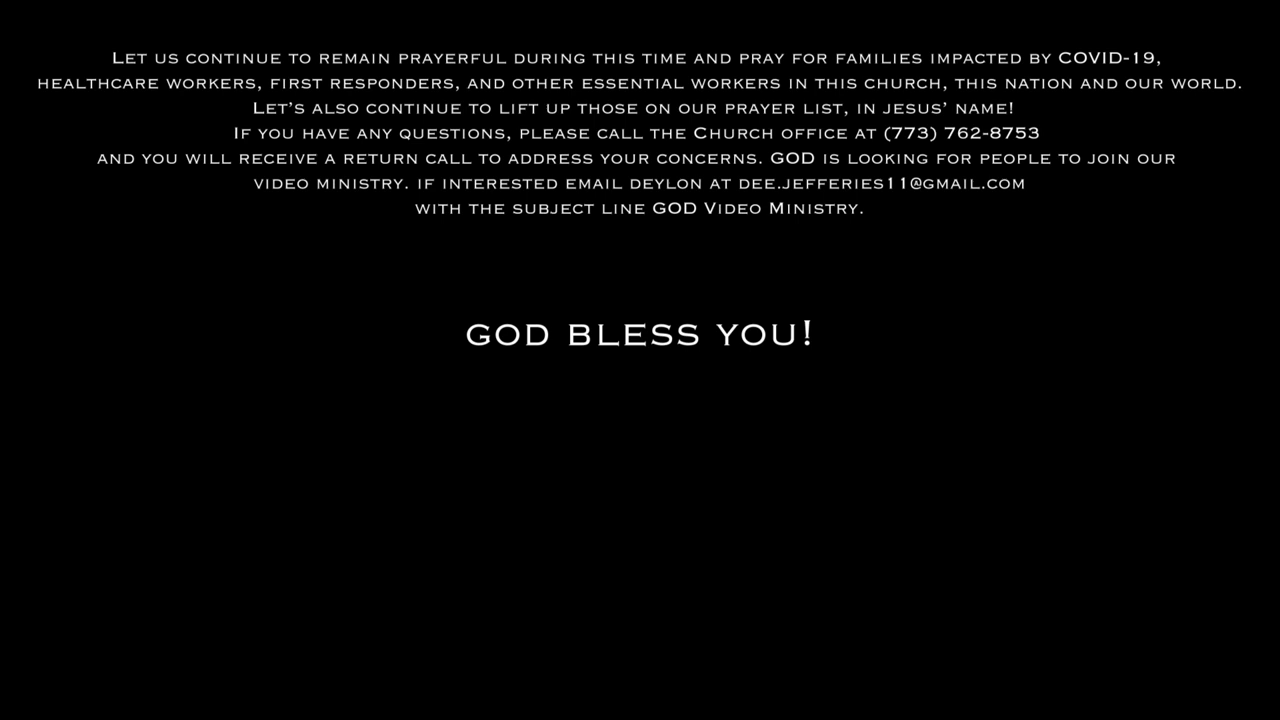 Let us continue to remain prayerful during this time and pray for families impacted by COVID-19,
healthcare workers, first responders, and other essential workers in this church, this nation and our world.
Let’s also continue to lift up those on our prayer list, in Jesus’ name!
If you have any questions, please call the Church office at (773) 762-8753
and you will receive a return call to address your concerns. GOD is looking for people to join our
video ministry. if interested email deylon at dee.jefferies11@gmail.com
with the subject line GOD Video Ministry.
GOD BLESS YOU!